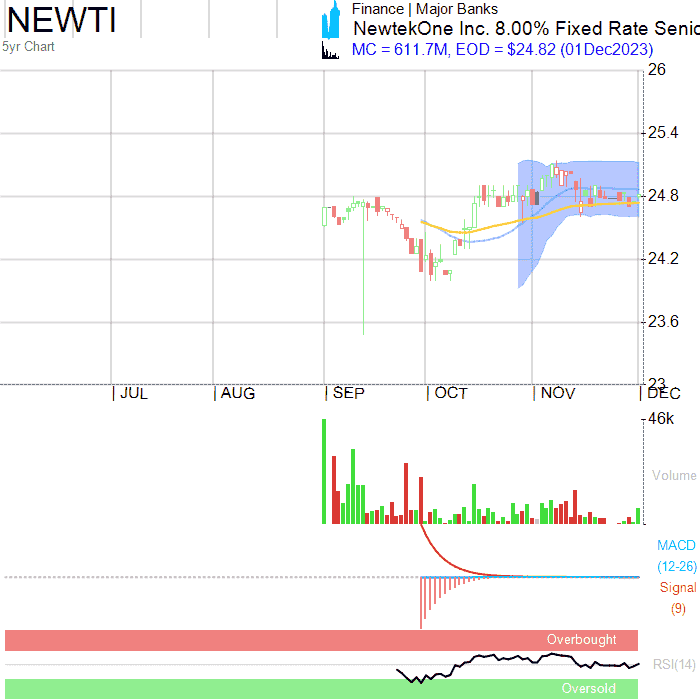 NEWTI
Finance | Major Banks
NewtekOne Inc. 8.00% Fixed Rate Senio
5yr Chart
MC = 611.7M, EOD = $24.82 (01Dec2023)
26
25.4
24.8
24.2
23.6
23
JUL AUG SEP OCT NOV DEC
46k
Volume
MACD
(12-26)
Signal
(9)
Overbought
RSI(14)
Oversold